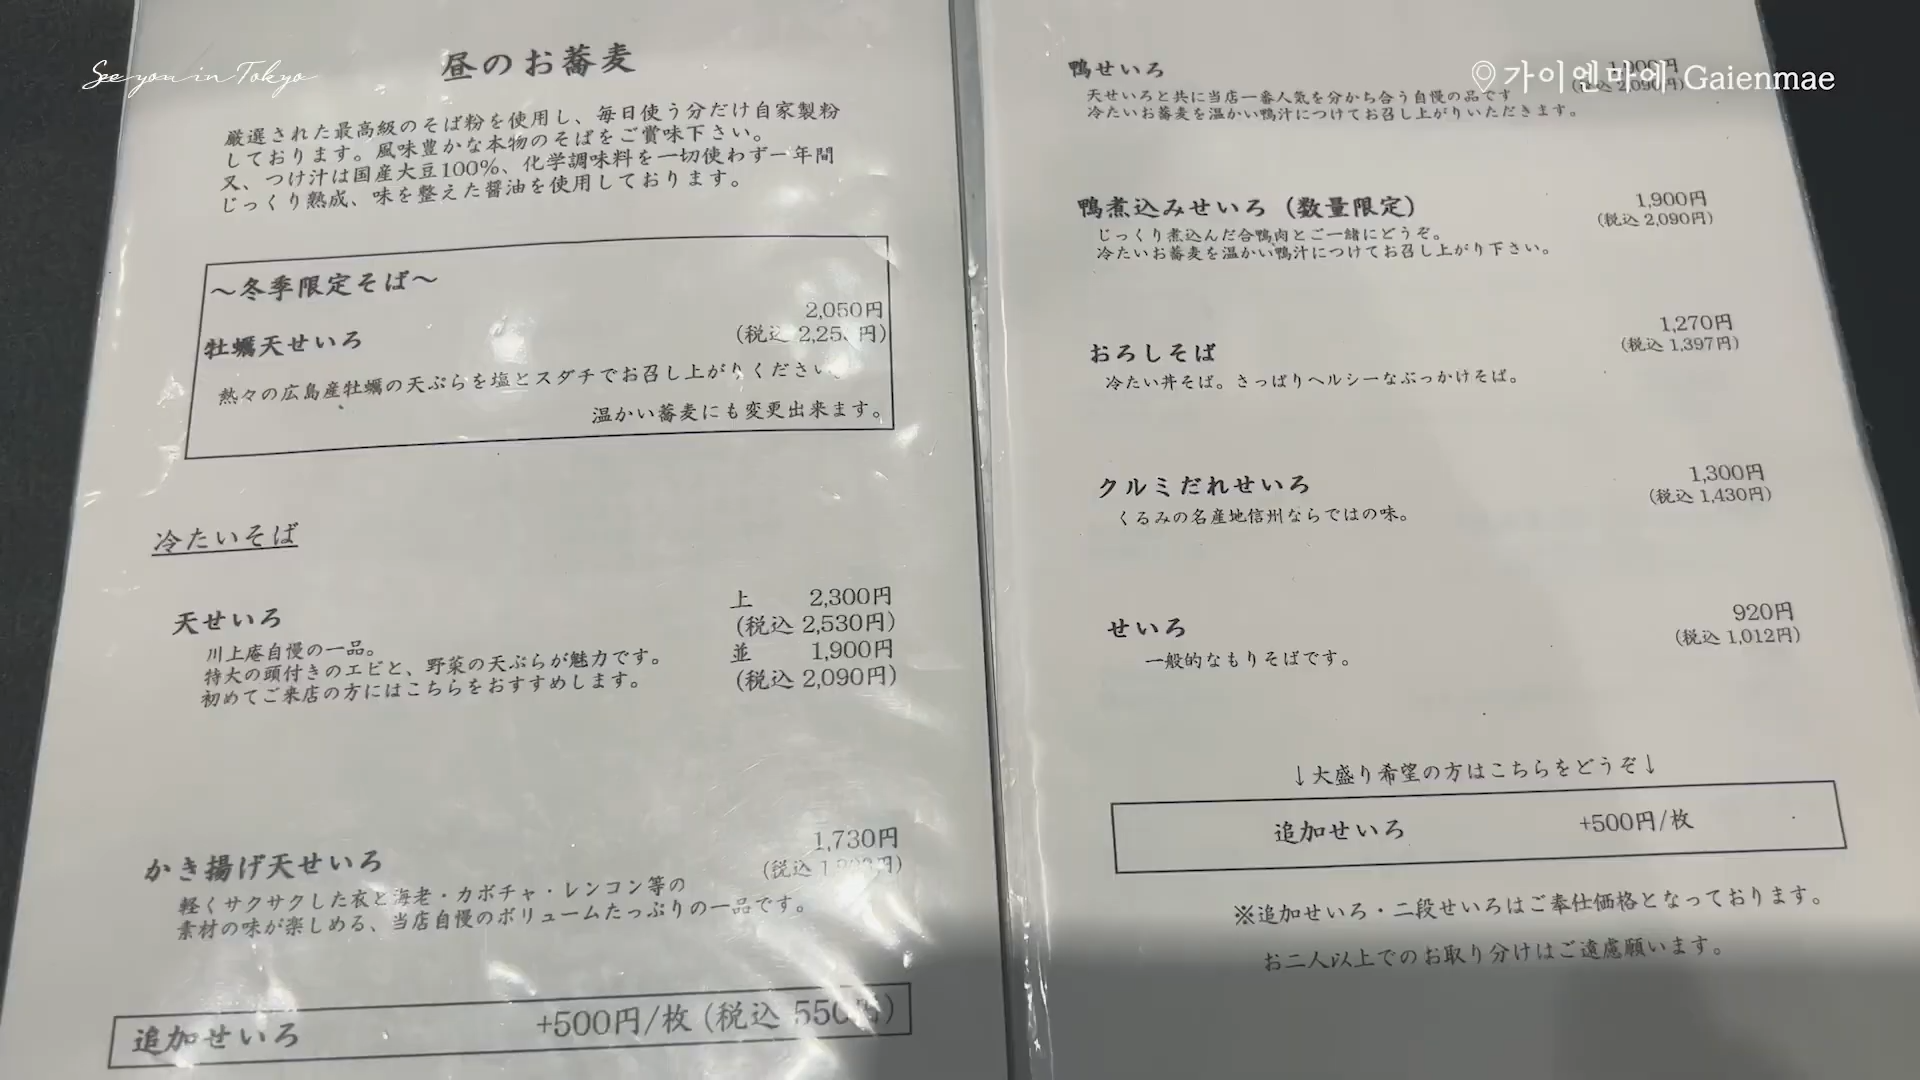 See you in Tokyo
가이엔마에 Gaienmae
昼のお蕎麦
厳選された最高級のそば粉を使用し、毎日使う分だけ自家製粉
しております。風味豊かな本物のそばをご賞味下さい。
又、つけ汁は国産大豆100%、化学調味料を一切使わず一年間
じっくり熟成、味を整えた醤油を使用しております。
～冬季限定そば～
牡蠣天せいろ
2,050円
(税込 2,25 円)
熱々の広島産牡蠣の天ぷらを塩とスダチでお召し上がりください。
温かい蕎麦にも変更出来ます。
冷たいそば
天せいろ
上 2,300円
(税込 2,530円)
並 1,900円
(税込 2,090円)
川上庵自慢の一品。
特大の頭付きのエビと、野菜の天ぷらが魅力です。
初めてご来店の方にはこちらをおすすめします。
かき揚げ天せいろ
1,730円
(税込
軽くサクサクした衣と海老・カボチャ・レンコン等の
素材の味が楽しめる、当店自慢のボリュームたっぷりの一品です。
追加せいろ +500円/枚 (税込 550円)
鴨せいろ
(税込 2,090円)
天せいろと共に当店一番人気を分かち合う自慢の品です
冷たいお蕎麦を温かい鴨汁につけてお召し上がりいただきます。
鴨煮込みせいろ (数量限定)
1,900円
(税込 2,090円)
じっくり煮込んだ合鴨肉とご一緒にどうぞ。
冷たいお蕎麦を温かい鴨汁につけてお召し上がり下さい。
おろしそば
1,270円
(税込 1,397円)
冷たい丼そば。さっぱりヘルシーなぶっかけそば。
クルミだれせいろ
1,300円
(税込 1,430円)
くるみの名産地信州ならではの味。
せいろ
920円
(税込 1,012円)
一般的なもりそばです。
↓大盛り希望の方はこちらをどうぞ↓
追加せいろ +500円/枚
※追加せいろ・二段せいろはご奉仕価格となっております。
お二人以上でのお取り分けはご遠慮願います。